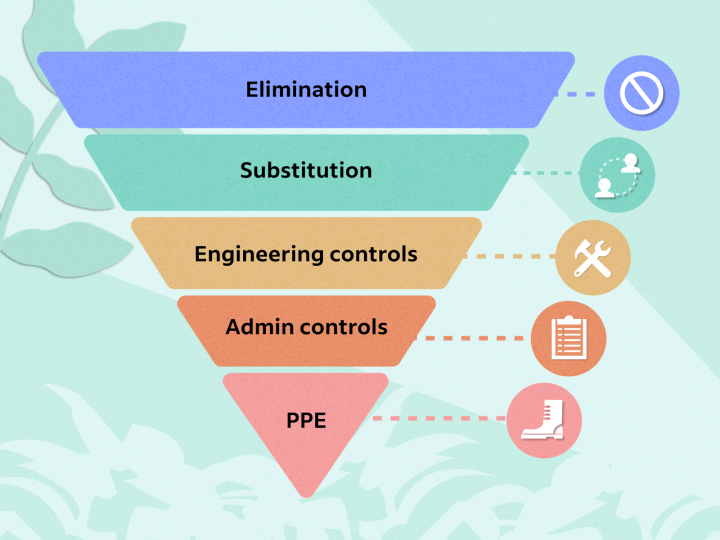 Elimination
Substitution
Engineering controls
Admin controls
PPE